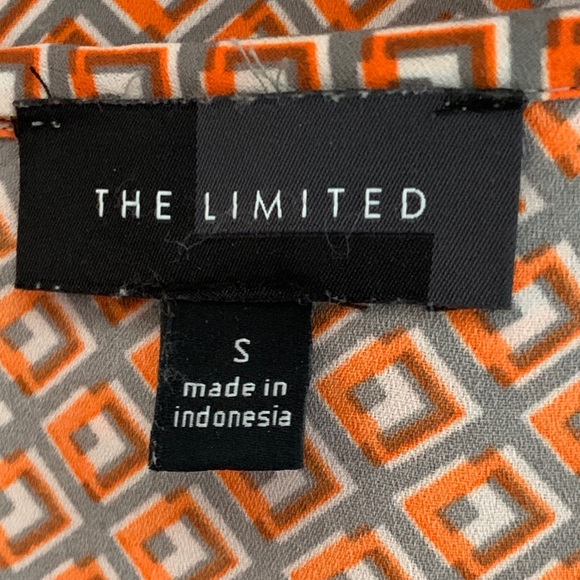 THE LIMITED
S
made in
indonesia